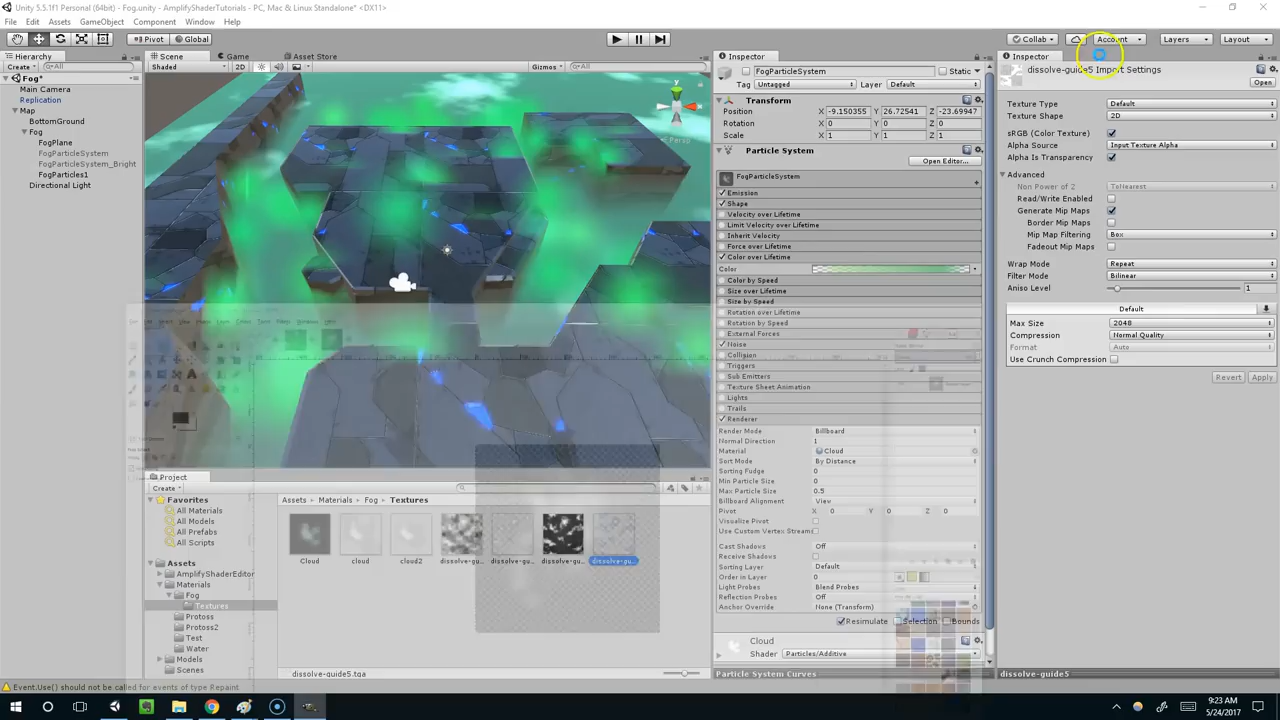 Unity 5.5.1f1 Personal (64bit) - Fog.unity - AmplifyShaderTutorials - PC, Mac & Linux Standalone* <DX11>
File Edit Assets GameObject Component Window Help
Pivot Global Collab Account Layers Layout
Hierarchy Scene Game Asset Store Inspector Inspector
Create All Shaded 2D Gizmos All FogParticleSystem Static dissolve-guide5 Import Settings
Fog* Tag Untagged Layer Default Open
Main Camera
Replication
Map
BottomGround
Fog
FogPlane
FogParticleSystem
FogParticleSystem_Bright
FogParticles1
Directional Light
y
Persp
Transform
Position X -9.150355 Y 26.72541 Z -23.69947
Rotation X 0 Y 0 Z 0
Scale X 1 Y 1 Z 1
Particle System
Open Editor...
FogParticleSystem
Emission
Shape
Velocity over Lifetime
Limit Velocity over Lifetime
Inherit Velocity
Force over Lifetime
Color over Lifetime
Color
Color by Speed
Size over Lifetime
Size by Speed
Rotation over Lifetime
Rotation by Speed
External Forces
Noise
Collision
Triggers
Sub Emitters
Texture Sheet Animation
Lights
Trails
Renderer
Render Mode Billboard
Normal Direction 1
Material Cloud
Sort Mode By Distance
Sorting Fudge 0
Min Particle Size 0
Max Particle Size 0.5
Billboard Alignment View
Pivot X 0 Y 0 Z 0
Visualize Pivot
Use Custom Vertex Streams
Cast Shadows Off
Receive Shadows
Sorting Layer Default
Order in Layer 0
Light Probes Blend Probes
Reflection Probes Off
Anchor Override None (Transform)
Resimulate Selection Bounds
Cloud
Shader Particles/Additive
Particle System Curves
Texture Type Default
Texture Shape 2D
sRGB (Color Texture)
Alpha Source Input Texture Alpha
Alpha Is Transparency
Advanced
Non Power of 2 ToNearest
Read/Write Enabled
Generate Mip Maps
Border Mip Maps
Mip Map Filtering Box
Fadeout Mip Maps
Wrap Mode Repeat
Filter Mode Bilinear
Aniso Level 1
Default
Max Size 2048
Compression Normal Quality
Format Auto
Use Crunch Compression
Revert Apply
dissolve-guide5
Project
Create
Favorites
All Materials
All Models
All Prefabs
All Scripts
Assets
AmplifyShaderEditor
Materials
Fog
Textures
Protoss
Protoss2
Test
Water
Models
Scenes
Assets Materials Fog Textures
Cloud cloud cloud2 dissolve-gu... dissolve-gu... dissolve-gu... dissolve-gu...
dissolve-guide5.tga
Event.Use() should not be called for events of type Repaint
9:23 AM
5/24/2017